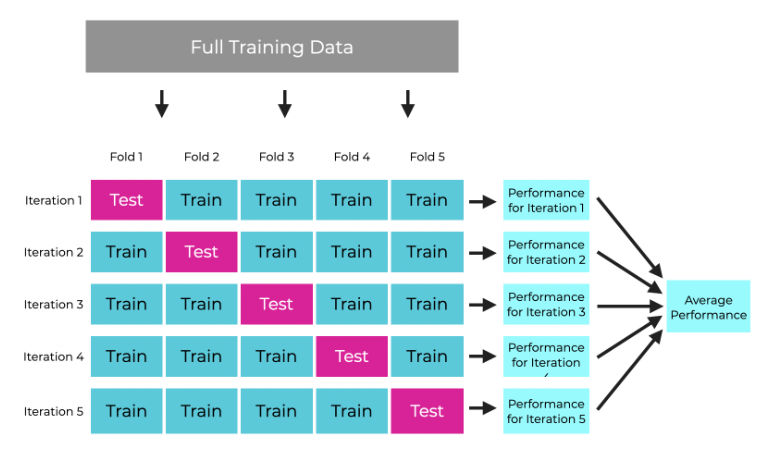 Full Training Data
Fold 1 Fold 2 Fold 3 Fold 4 Fold 5
Iteration 1 Test Train Train Train Train Performance
for Iteration 1
Iteration 2 Train Test Train Train Train Performance
for Iteration 2
Iteration 3 Train Train Test Train Train Performance
for Iteration 3
Average
Performance
Iteration 4 Train Train Train Test Train Performance
for Iteration
Iteration 5 Train Train Train Train Test Performance
for Iteration 5